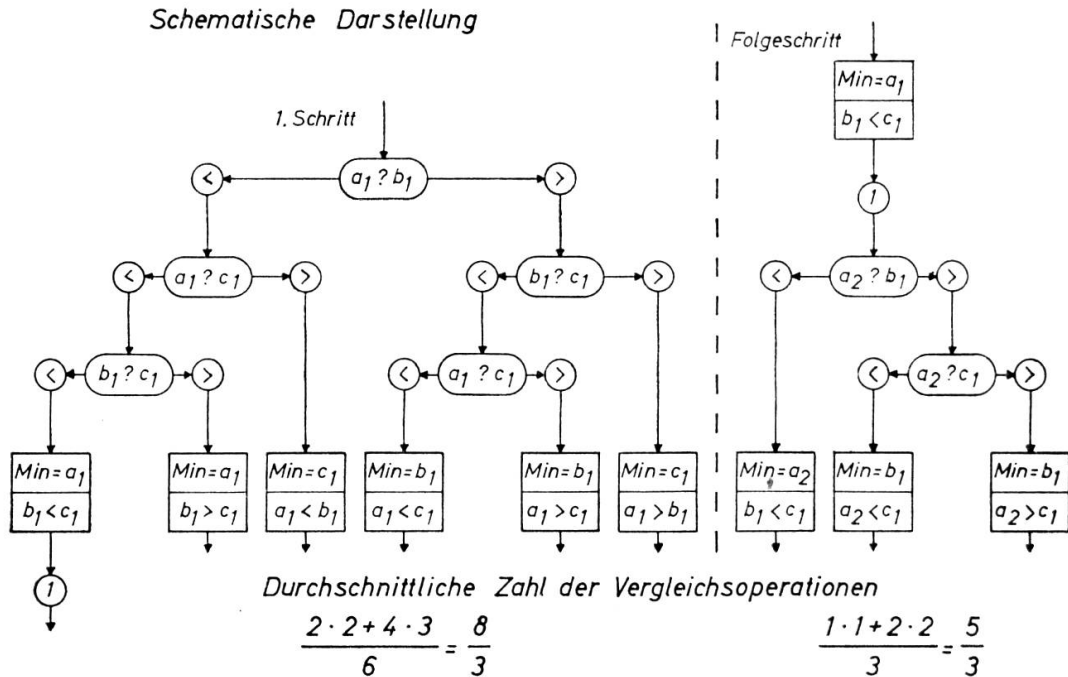 Schematische Darstellung
1. Schritt
a₁ ? b₁
<
>
a₁ ? c₁
<
>
b₁ ? c₁
<
>
b₁ ? c₁
<
>
a₁ ? c₁
<
>
Min = a₁
b₁ < c₁
Min = a₁
b₁ > c₁
Min = c₁
a₁ < b₁
Min = b₁
a₁ < c₁
Min = b₁
a₁ > c₁
Min = c₁
a₁ > b₁
1
Folgeschritt
Min = a₁
b₁ < c₁
1
a₂ ? b₁
<
>
a₂ ? c₁
<
>
Min = a₂
b₁ < c₁
Min = b₁
a₂ < c₁
Min = b₁
a₂ > c₁
Durchschnittliche Zahl der Vergleichsoperationen
2 · 2 + 4 · 3
6
=
8
3
1 · 1 + 2 · 2
3
=
5
3